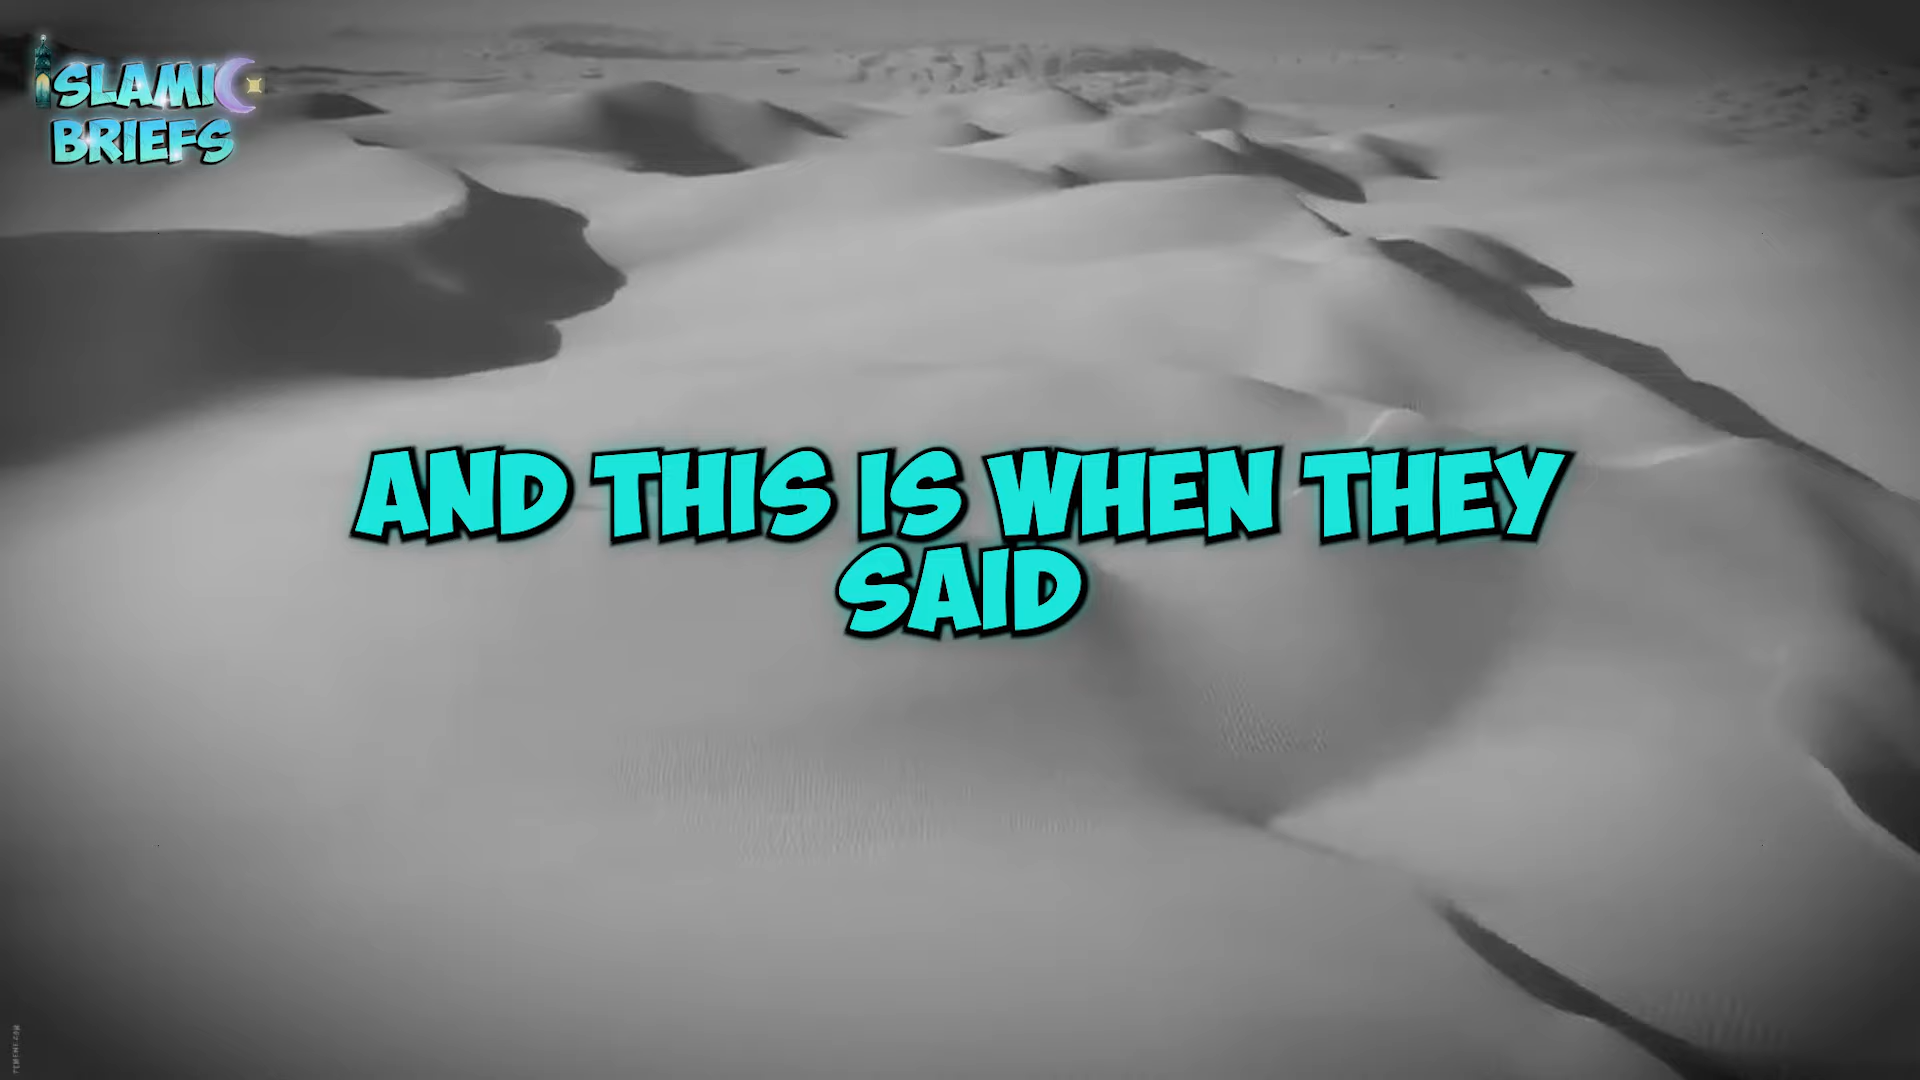 ISLAMIC
BRIEFS
AND THIS IS WHEN THEY
SAID